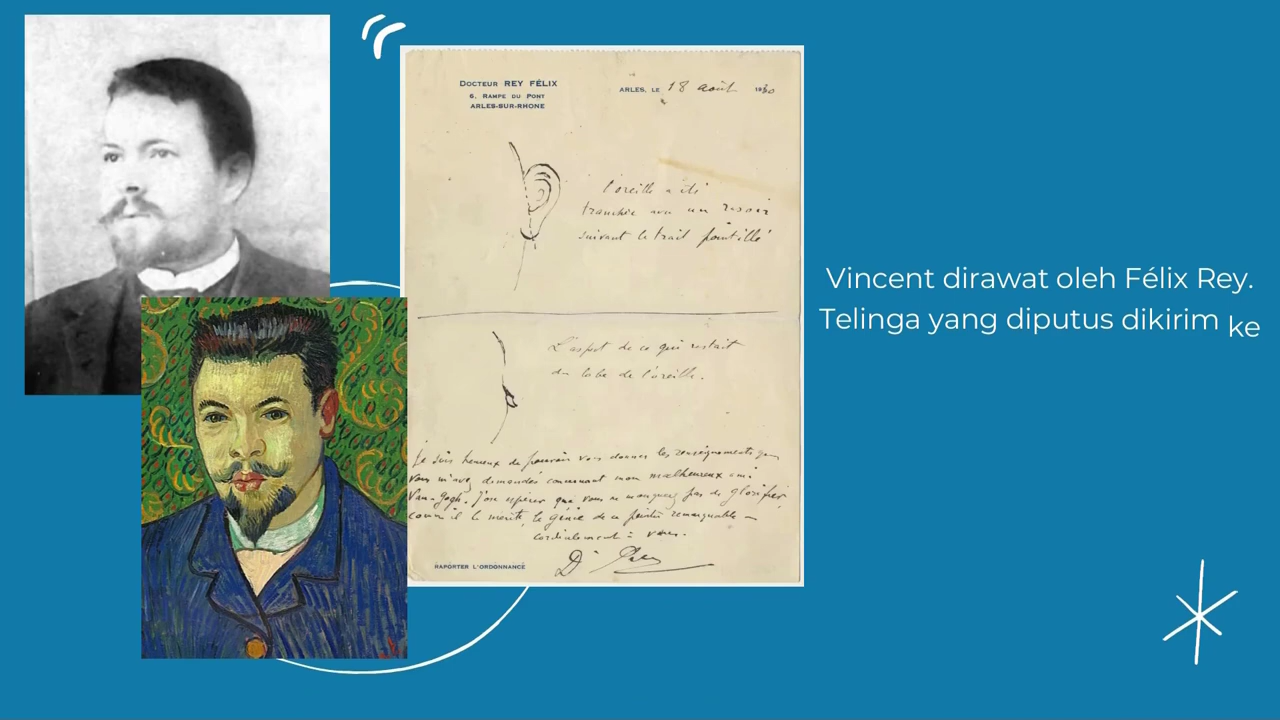 DOCTEUR REY FÉLIX
6, RAMPE DU PONT
ARLES-SUR-RHONE
ARLES, LE 18 août 1930
l'oreille a été
tranchée avec un rasoir
suivant le trait pointillé
L'aspect de ce qui restait
du lobe de l'oreille.
Je suis heureux de pouvoir vous donner les renseignements que
vous m'avez demandés concernant mon malheureux ami
Van-Gogh. J'ose espérer que vous ne manquerez pas de glorifier,
comme il le mérite, le génie de ce peintre remarquable —
cordialement à vous.
Dr Rey
RAPORTER L'ORDONNANCE
Vincent dirawat oleh Félix Rey.
Telinga yang diputus dikirim ke